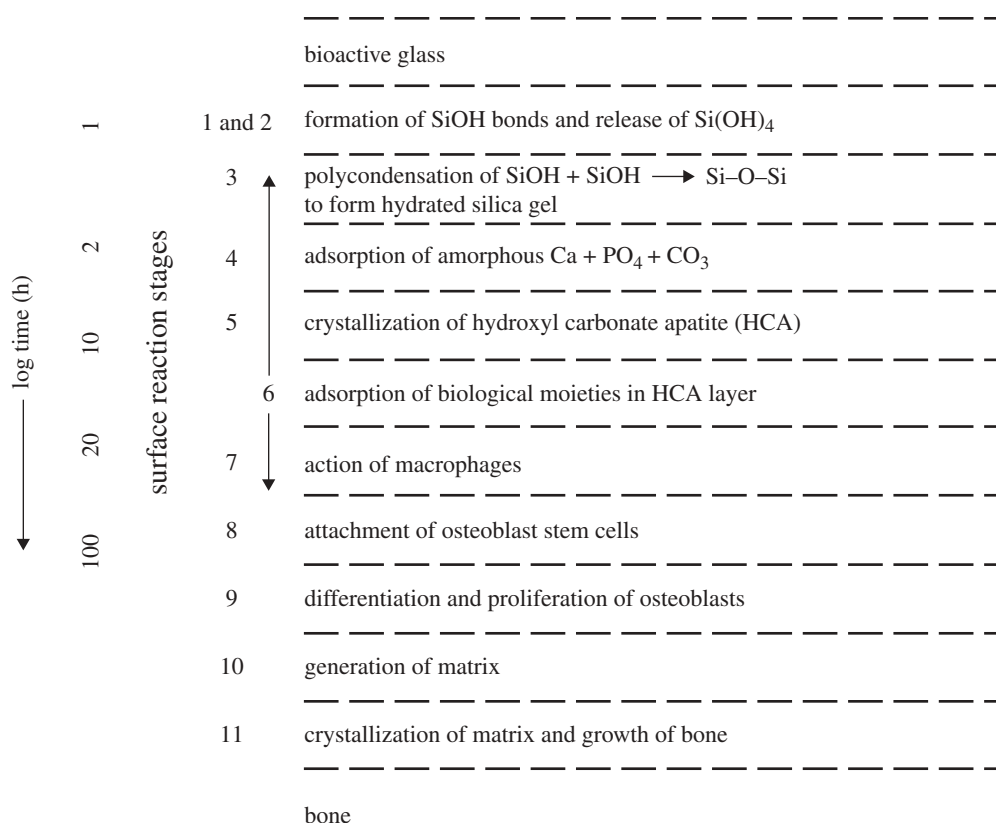 bioactive glass
1 and 2 formation of SiOH bonds and release of Si(OH)₄
3 polycondensation of SiOH + SiOH ⟶ Si–O–Si
to form hydrated silica gel
4 adsorption of amorphous Ca + PO₄ + CO₃
5 crystallization of hydroxyl carbonate apatite (HCA)
6 adsorption of biological moieties in HCA layer
7 action of macrophages
8 attachment of osteoblast stem cells
9 differentiation and proliferation of osteoblasts
10 generation of matrix
11 crystallization of matrix and growth of bone
bone
log time (h)
1
2
10
20
100
surface reaction stages